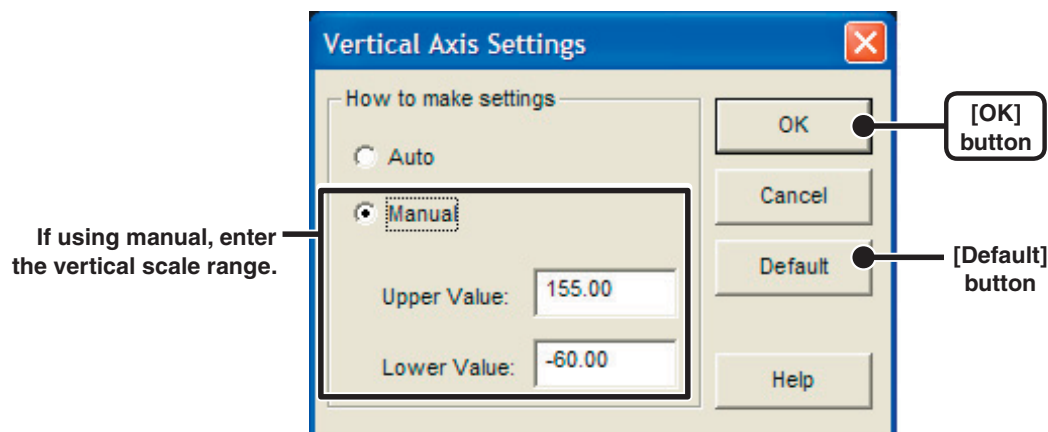 Vertical Axis Settings
How to make settings
Auto
Manual
Upper Value: 155.00
Lower Value: -60.00
OK
Cancel
Default
Help
If using manual, enter
the vertical scale range.
[OK]
button
[Default]
button